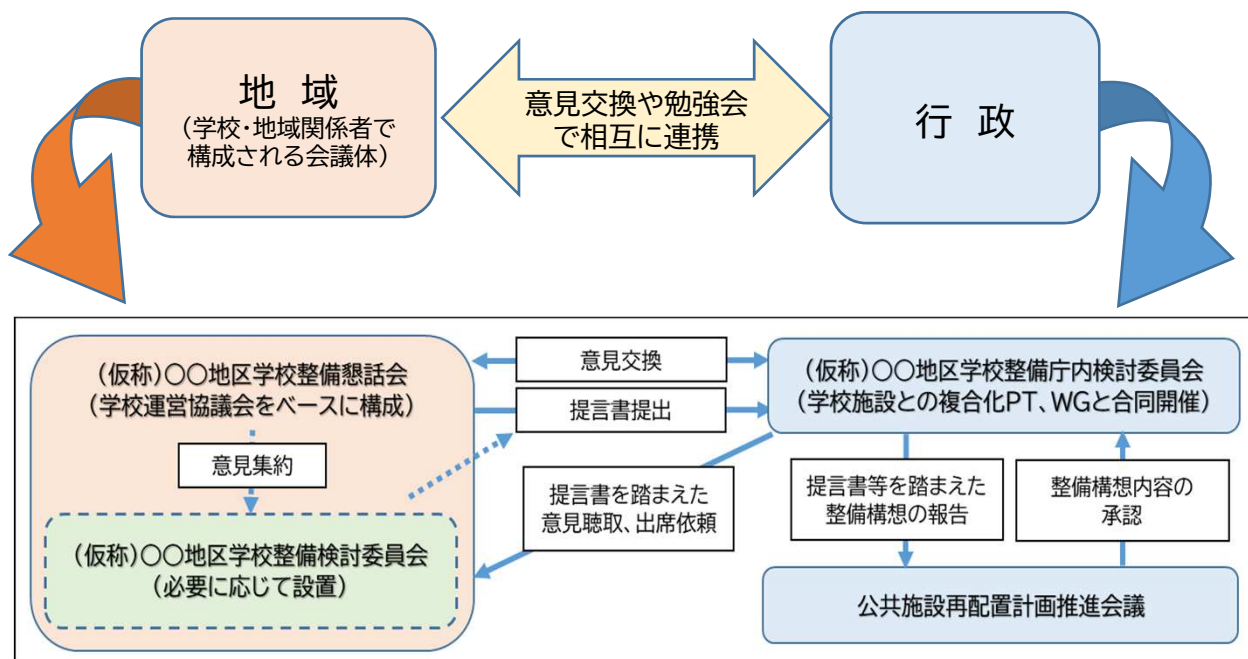 地 域
(学校・地域関係者で
構成される会議体)
意見交換や勉強会
で相互に連携
行 政
(仮称)〇〇地区学校整備懇話会
(学校運営協議会をベースに構成)
意見集約
(仮称)〇〇地区学校整備検討委員会
(必要に応じて設置)
意見交換
提言書提出
提言書を踏まえた
意見聴取、出席依頼
(仮称)〇〇地区学校整備庁内検討委員会
(学校施設との複合化PT、WGと合同開催)
提言書等を踏まえた
整備構想の報告
整備構想内容の
承認
公共施設再配置計画推進会議